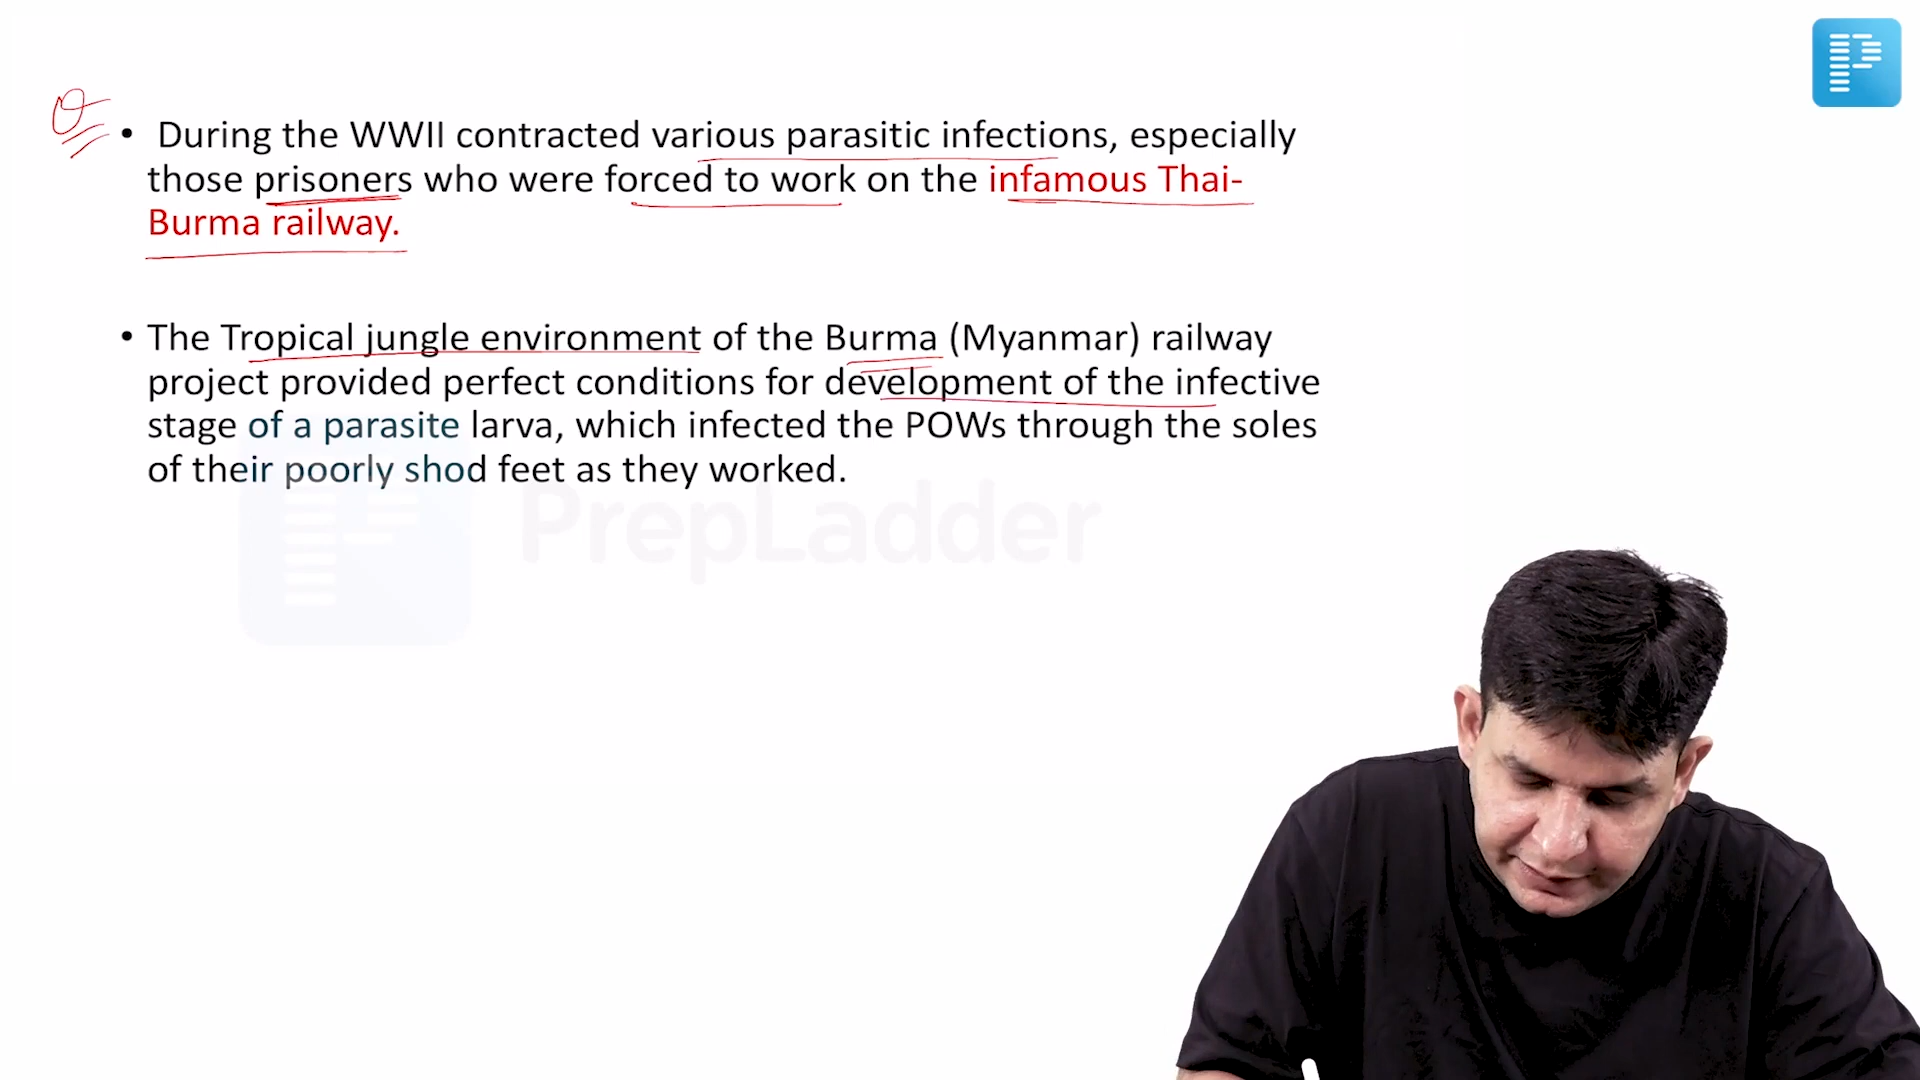 • During the WWII contracted various parasitic infections, especially
those prisoners who were forced to work on the infamous Thai-
Burma railway.
• The Tropical jungle environment of the Burma (Myanmar) railway
project provided perfect conditions for development of the infective
stage of a parasite larva, which infected the POWs through the soles
of their poorly shod feet as they worked.
PrepLadder